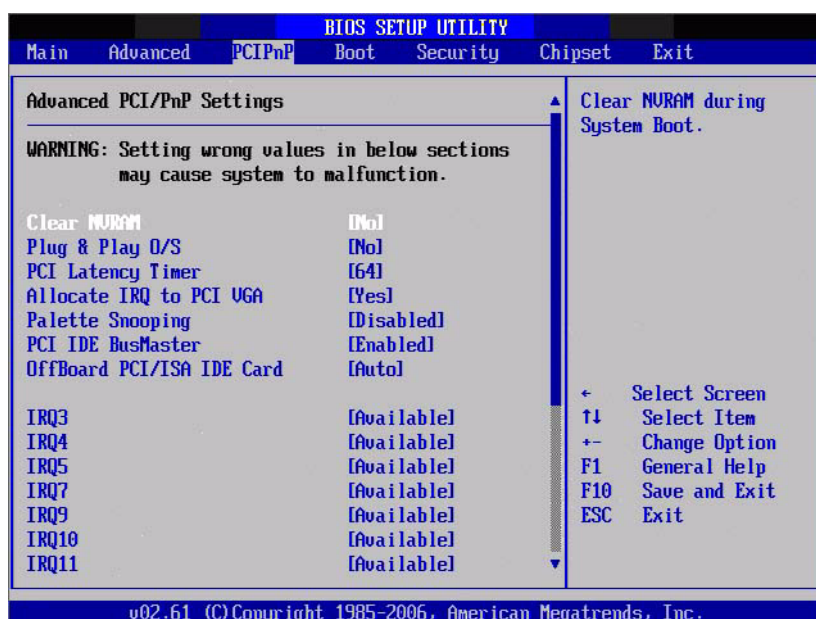 BIOS SETUP UTILITY
Main Advanced PCIPnP Boot Security Chipset Exit
Advanced PCI/PnP Settings
WARNING: Setting wrong values in below sections
may cause system to malfunction.
Clear NVRAM [No]
Plug & Play O/S [No]
PCI Latency Timer [64]
Allocate IRQ to PCI VGA [Yes]
Palette Snooping [Disabled]
PCI IDE BusMaster [Enabled]
OffBoard PCI/ISA IDE Card [Auto]
IRQ3 [Available]
IRQ4 [Available]
IRQ5 [Available]
IRQ7 [Available]
IRQ9 [Available]
IRQ10 [Available]
IRQ11 [Available]
Clear NVRAM during
System Boot.
← Select Screen
↑↓ Select Item
+- Change Option
F1 General Help
F10 Save and Exit
ESC Exit
v02.61 (C)Copyright 1985-2006, American Megatrends, Inc.